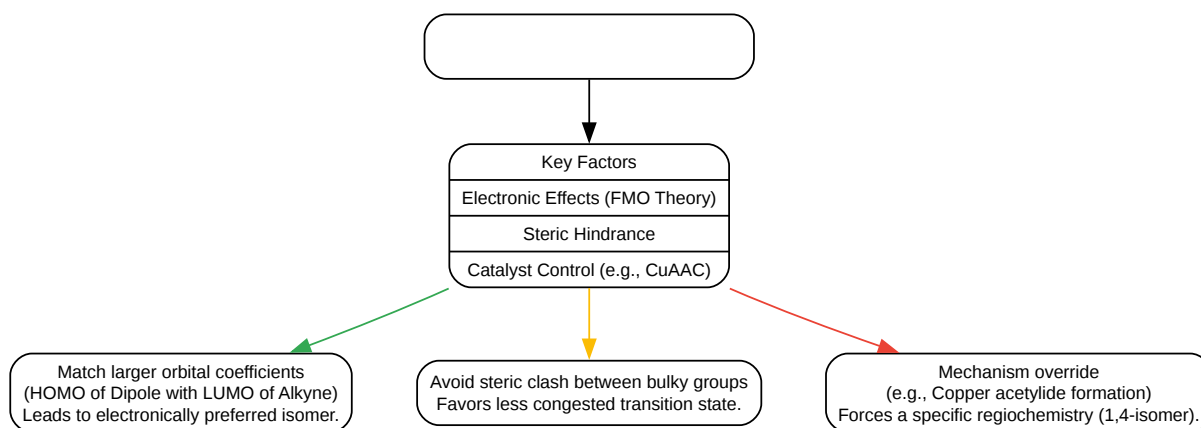 Key Factors
Electronic Effects (FMO Theory)
Steric Hindrance
Catalyst Control (e.g., CuAAC)
Match larger orbital coefficients
(HOMO of Dipole with LUMO of Alkyne)
Leads to electronically preferred isomer.
Avoid steric clash between bulky groups
Favors less congested transition state.
Mechanism override
(e.g., Copper acetylide formation)
Forces a specific regiochemistry (1,4-isomer).